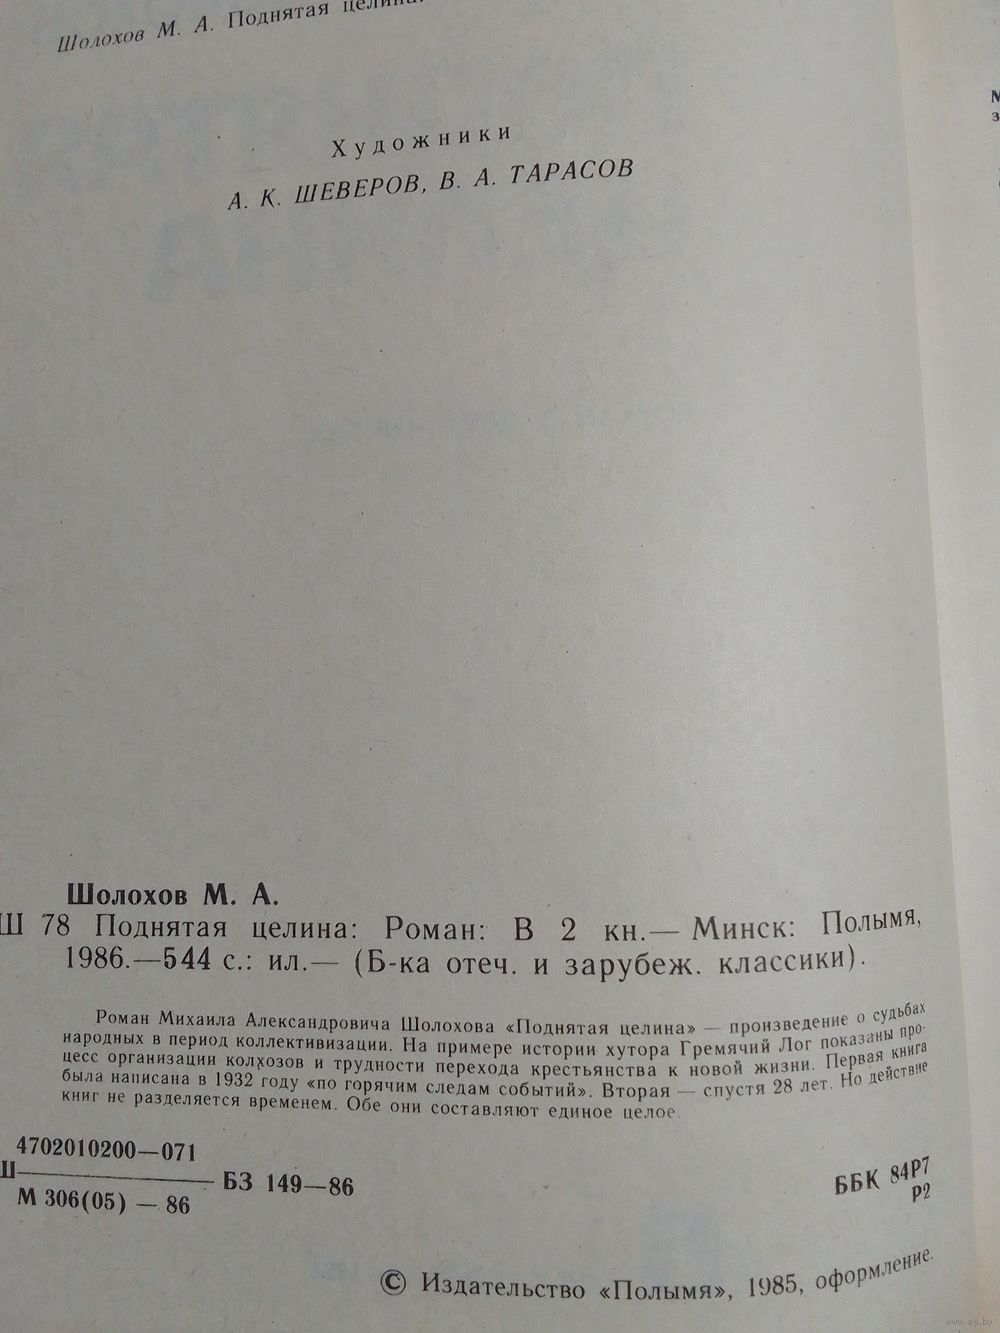 Шолохов М. А. Поднятая целина.
Художники
А. К. ШЕВЕРОВ, В. А. ТАРАСОВ
Шолохов М. А.
Ш 78 Поднятая целина: Роман: В 2 кн.— Минск: Полымя,
1986.—544 с.: ил.— (Б-ка отеч. и зарубеж. классики).
Роман Михаила Александровича Шолохова «Поднятая целина» — произведение о судьбах
народных в период коллективизации. На примере истории хутора Гремячий Лог показаны про-
цесс организации колхозов и трудности перехода крестьянства к новой жизни. Первая книга
была написана в 1932 году «по горячим следам событий». Вторая — спустя 28 лет. Но действие
книг не разделяется временем. Обе они составляют единое целое.
4702010200—071
Ш——— БЗ 149—86
М 306(05) — 86
ББК 84Р7
Р2
© Издательство «Полымя», 1985, оформление.
www.ay.by